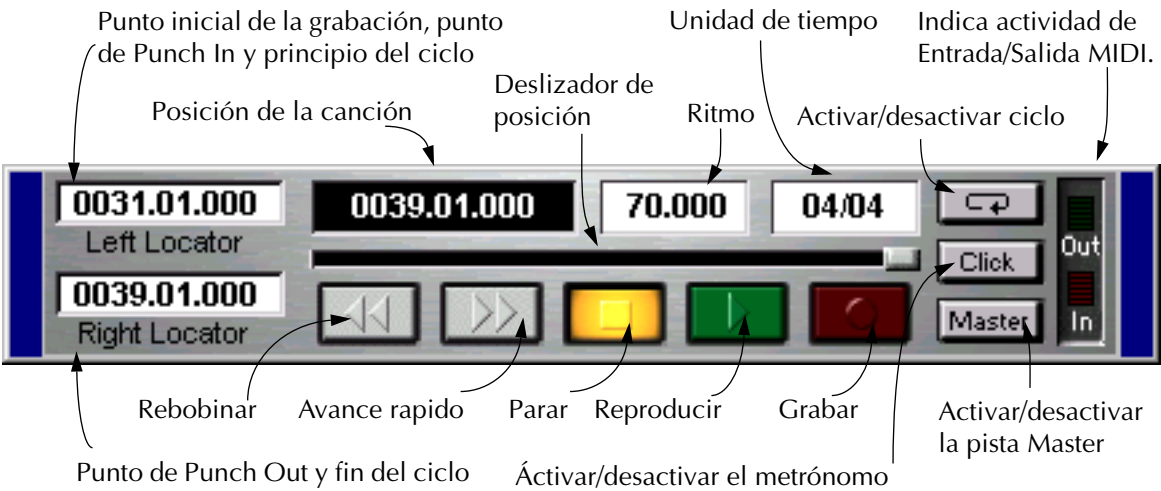 Punto inicial de la grabación, punto
de Punch In y principio del ciclo
Unidad de tiempo
Indica actividad de
Entrada/Salida MIDI.
Posición de la canción
Deslizador de
posición
Ritmo
Activar/desactivar ciclo
0031.01.000
Left Locator
0039.01.000
70.000
04/04
Out
Click
0039.01.000
Right Locator
Master
In
Rebobinar
Avance rapido
Parar
Reproducir
Grabar
Activar/desactivar
la pista Master
Punto de Punch Out y fin del ciclo
Áctivar/desactivar el metrónomo